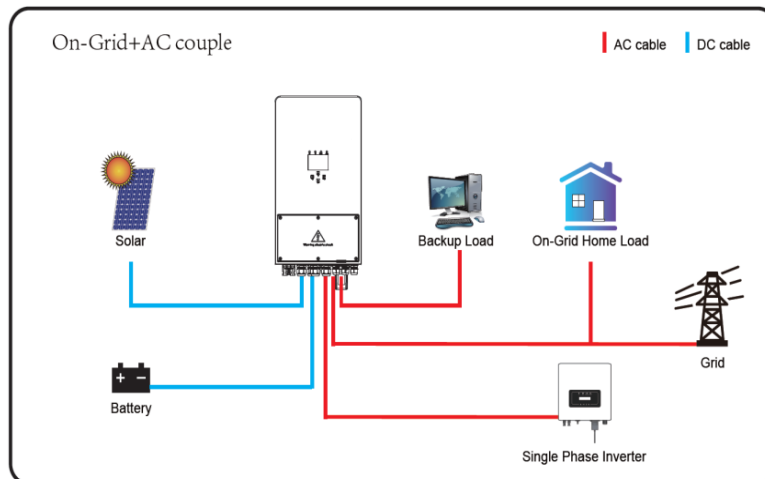 On-Grid+AC couple
AC cable
DC cable
Solar
Backup Load
On-Grid Home Load
Grid
+ −
Battery
Single Phase Inverter